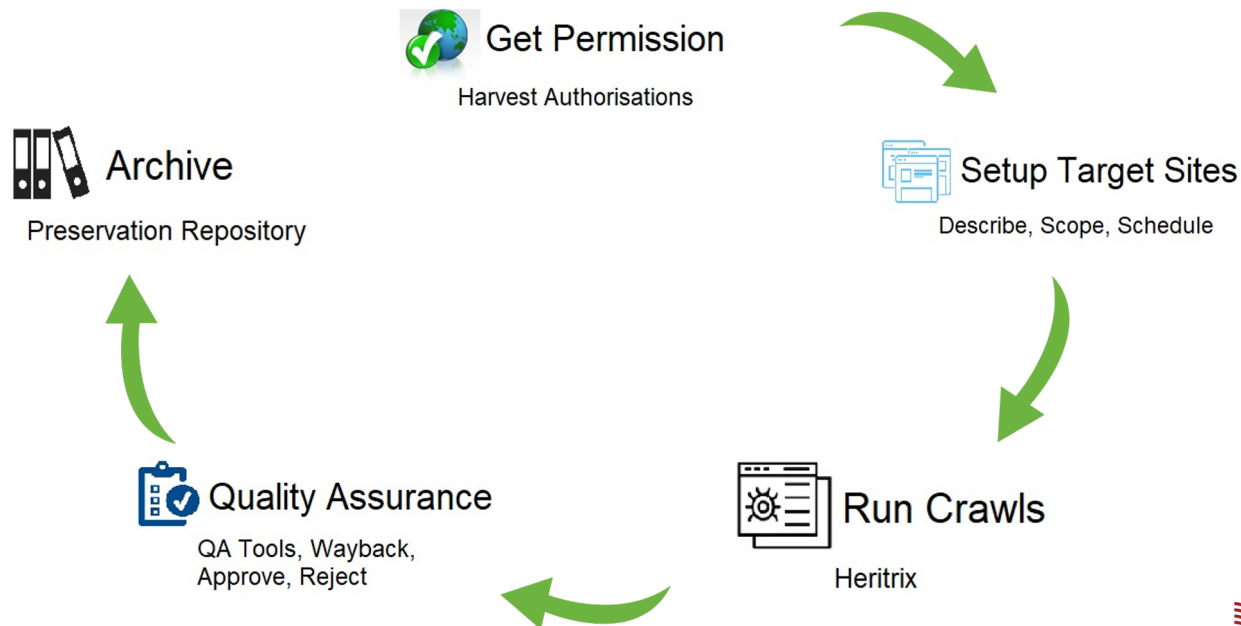 Get Permission
Harvest Authorisations
Setup Target Sites
Describe, Scope, Schedule
Run Crawls
Heritrix
Quality Assurance
QA Tools, Wayback,
Approve, Reject
Archive
Preservation Repository